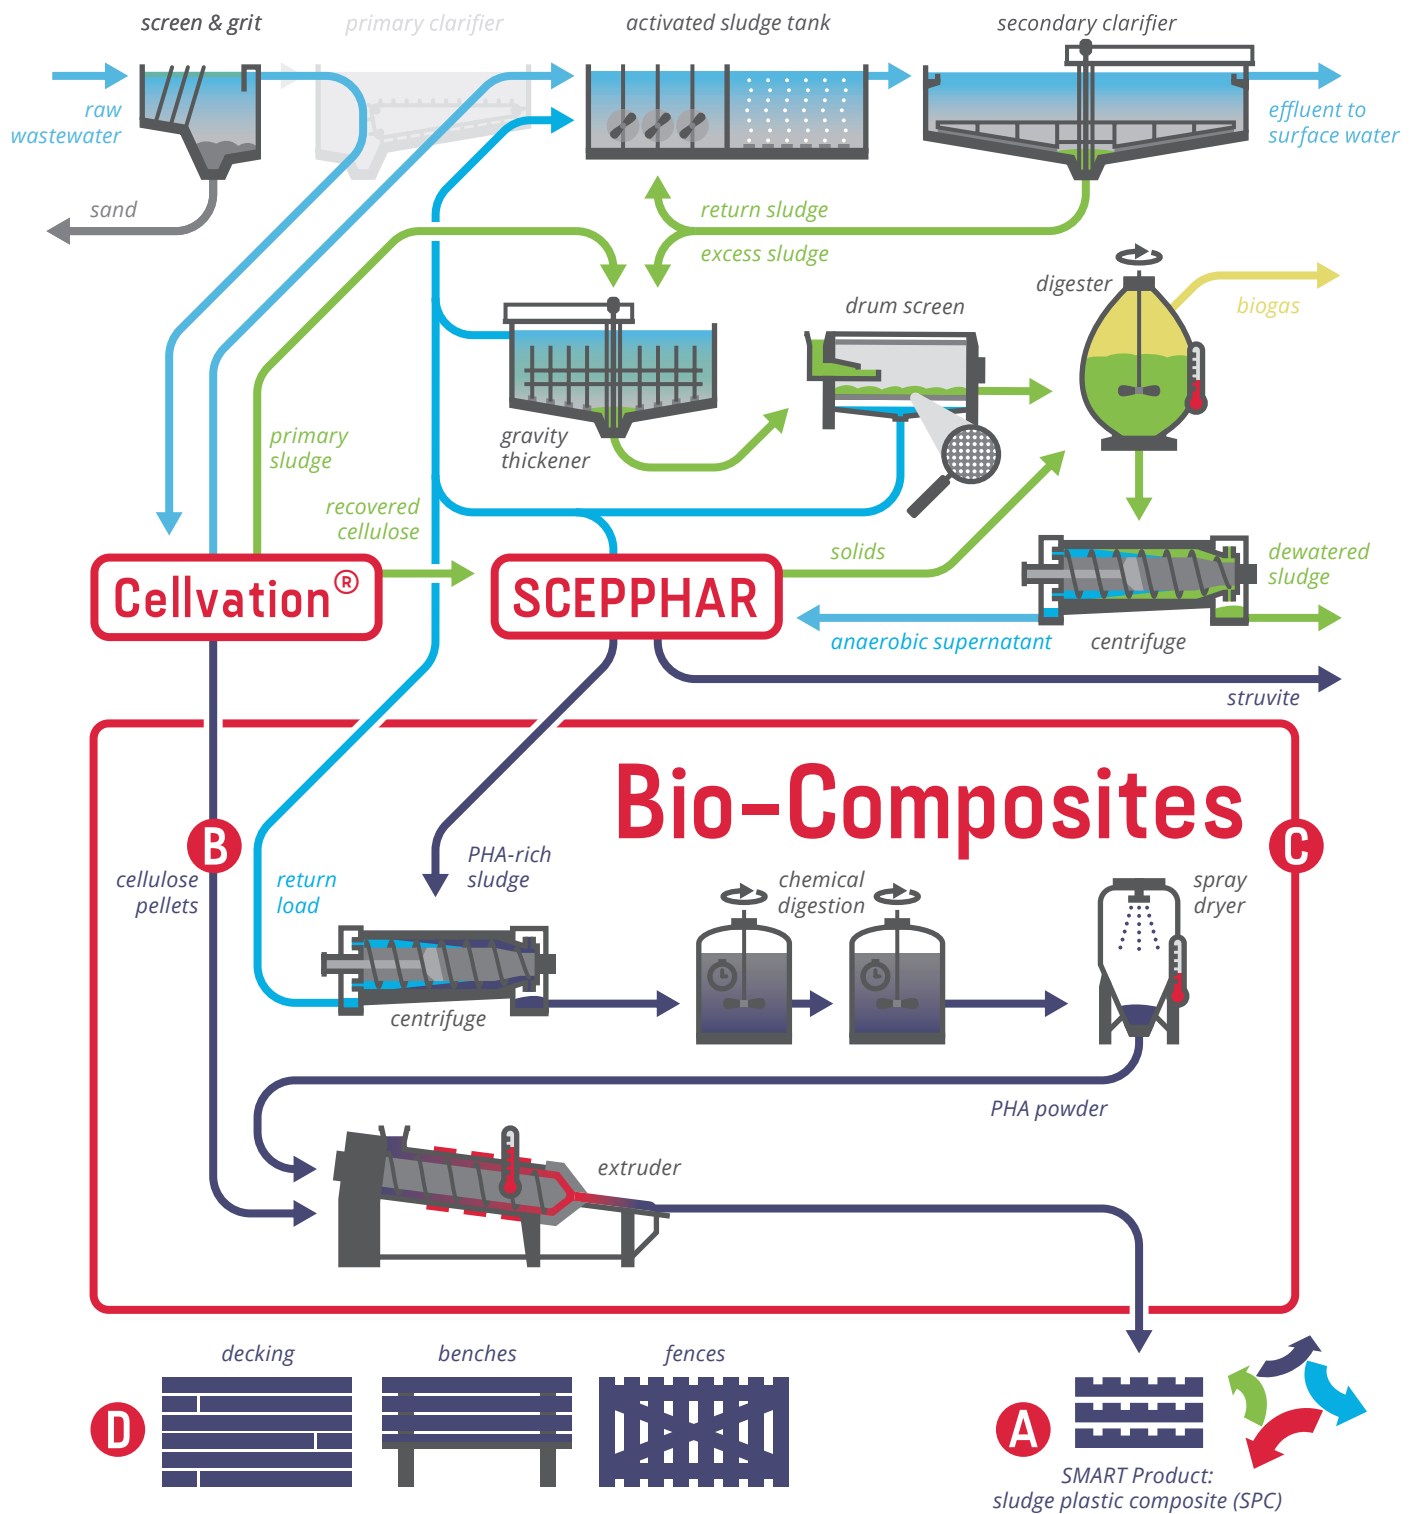 screen & grit
primary clarifier
activated sludge tank
secondary clarifier
raw
wastewater
effluent to
surface water
sand
return sludge
excess sludge
digester
biogas
drum screen
primary
sludge
gravity
thickener
recovered
cellulose
solids
dewatered
sludge
Cellvation®
SCEPPHAR
anaerobic supernatant
centrifuge
struvite
Bio-Composites
B
C
cellulose
pellets
return
load
PHA-rich
sludge
chemical
digestion
spray
dryer
centrifuge
PHA powder
extruder
decking
benches
fences
D
A
SMART Product:
sludge plastic composite (SPC)